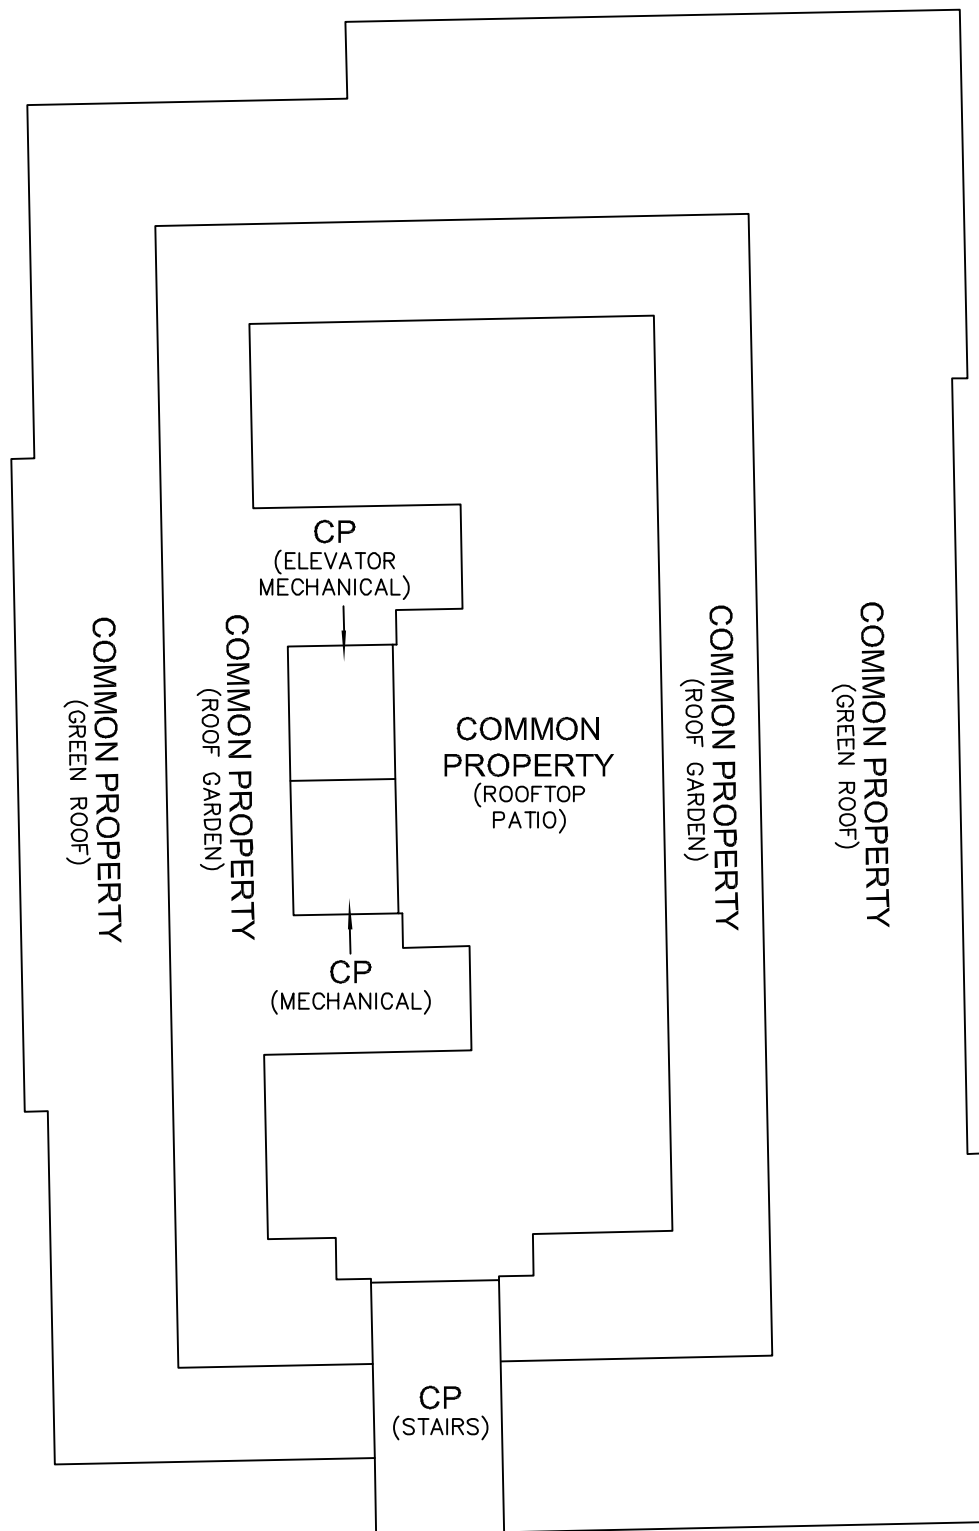 CP
(ELEVATOR
MECHANICAL)
COMMON PROPERTY
(GREEN ROOF)
COMMON PROPERTY
(ROOF GARDEN)
COMMON
PROPERTY
(ROOFTOP
PATIO)
COMMON PROPERTY
(ROOF GARDEN)
COMMON PROPERTY
(GREEN ROOF)
CP
(MECHANICAL)
CP
(STAIRS)